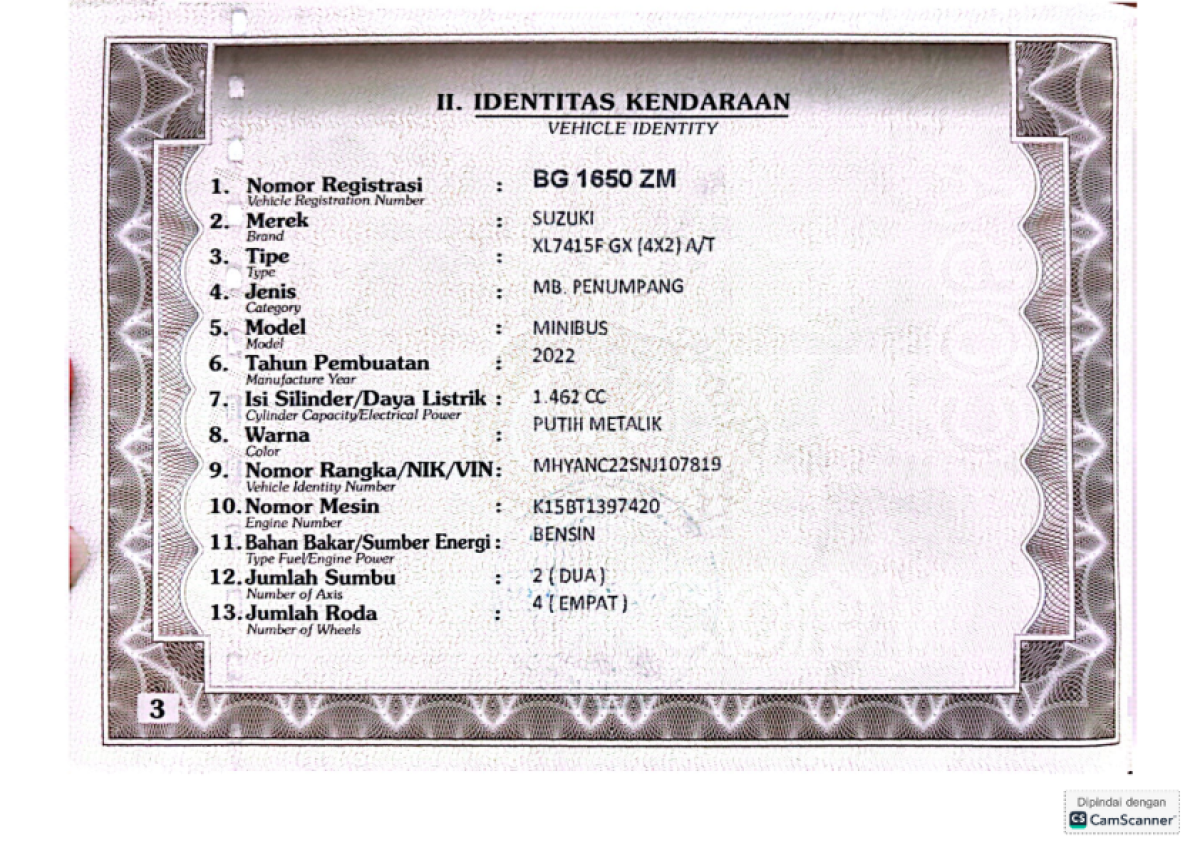 II. IDENTITAS KENDARAAN
VEHICLE IDENTITY
1. Nomor Registrasi : BG 1650 ZM
Vehicle Registration Number
2. Merek : SUZUKI
Brand
3. Tipe : XL7415F GX (4X2) A/T
Type
4. Jenis : MB. PENUMPANG
Category
5. Model : MINIBUS
Model
6. Tahun Pembuatan : 2022
Manufacture Year
7. Isi Silinder/Daya Listrik : 1.462 CC
Cylinder Capacity/Electrical Power
8. Warna : PUTIH METALIK
Color
9. Nomor Rangka/NIK/VIN : MHYANC22SNJ107819
Vehicle Identity Number
10. Nomor Mesin : K15BT1397420
Engine Number
11. Bahan Bakar/Sumber Energi : BENSIN
Type Fuel/Engine Power
12. Jumlah Sumbu : 2 ( DUA )
Number of Axis
13. Jumlah Roda : 4 ( EMPAT )
Number of Wheels
3
Dipindai dengan
CS CamScanner